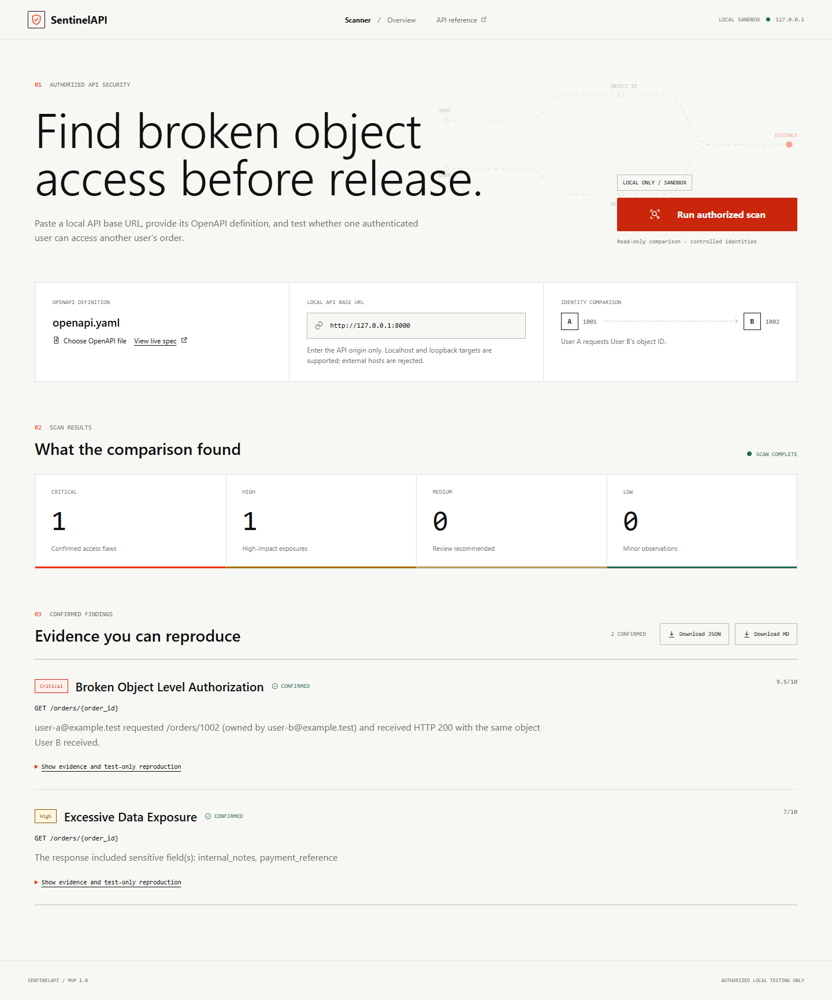 SentinelAPI
Scanner / Overview API reference
LOCAL SANDBOX 127.0.0.1
01 AUTHORIZED API SECURITY
OBJECT ID
SPEC
EVIDENCE
USER
Find broken object
access before release.
LOCAL ONLY / SANDBOX
US
Run authorized scan
Paste a local API base URL, provide its OpenAPI definition, and test whether one authenticated
user can access another user's order.
Read-only comparison · controlled identities
OPENAPI DEFINITION
openapi.yaml
Choose OpenAPI file View live spec
LOCAL API BASE URL
http://127.0.0.1:8000
Enter the API origin only. Localhost and loopback targets are
supported; external hosts are rejected.
IDENTITY COMPARISON
A 1001 B 1002
User A requests User B's object ID.
02 SCAN RESULTS
What the comparison found
SCAN COMPLETE
CRITICAL
1
Confirmed access flaws
HIGH
1
High-impact exposures
MEDIUM
0
Review recommended
LOW
0
Minor observations
03 CONFIRMED FINDINGS
Evidence you can reproduce
2 CONFIRMED
Download JSON
Download MD
Critical Broken Object Level Authorization CONFIRMED
9.5/10
GET /orders/{order_id}
user-a@example.test requested /orders/1002 (owned by user-b@example.test) and received HTTP 200 with the same object
User B received.
Show evidence and test-only reproduction
High Excessive Data Exposure CONFIRMED
7/10
GET /orders/{order_id}
The response included sensitive field(s): internal_notes, payment_reference
Show evidence and test-only reproduction
SENTINELAPI / MVP 1.0
AUTHORIZED LOCAL TESTING ONLY